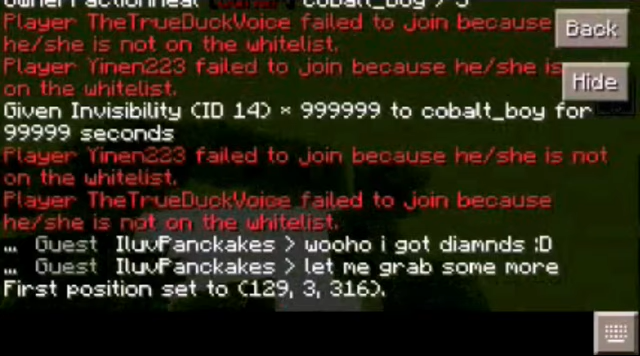 cobalt_boy > J
Player TheTrueDuckVoice failed to join because
he/she is not on the whitelist.
Back
Player Yinen223 failed to join because he/she is
on the whitelist.
Hide
Given Invisibility (ID 14) × 999999 to cobalt_boy for
99999 seconds
Player Yinen223 failed to join because he/she is not
on the whitelist.
Player TheTrueDuckVoice failed to join because
he/she is not on the whitelist.
… Guest IluvPanckakes > wooho i got diamnds :D
… Guest IluvPanckakes > let me grab some more
First position set to (129, 3, 316).